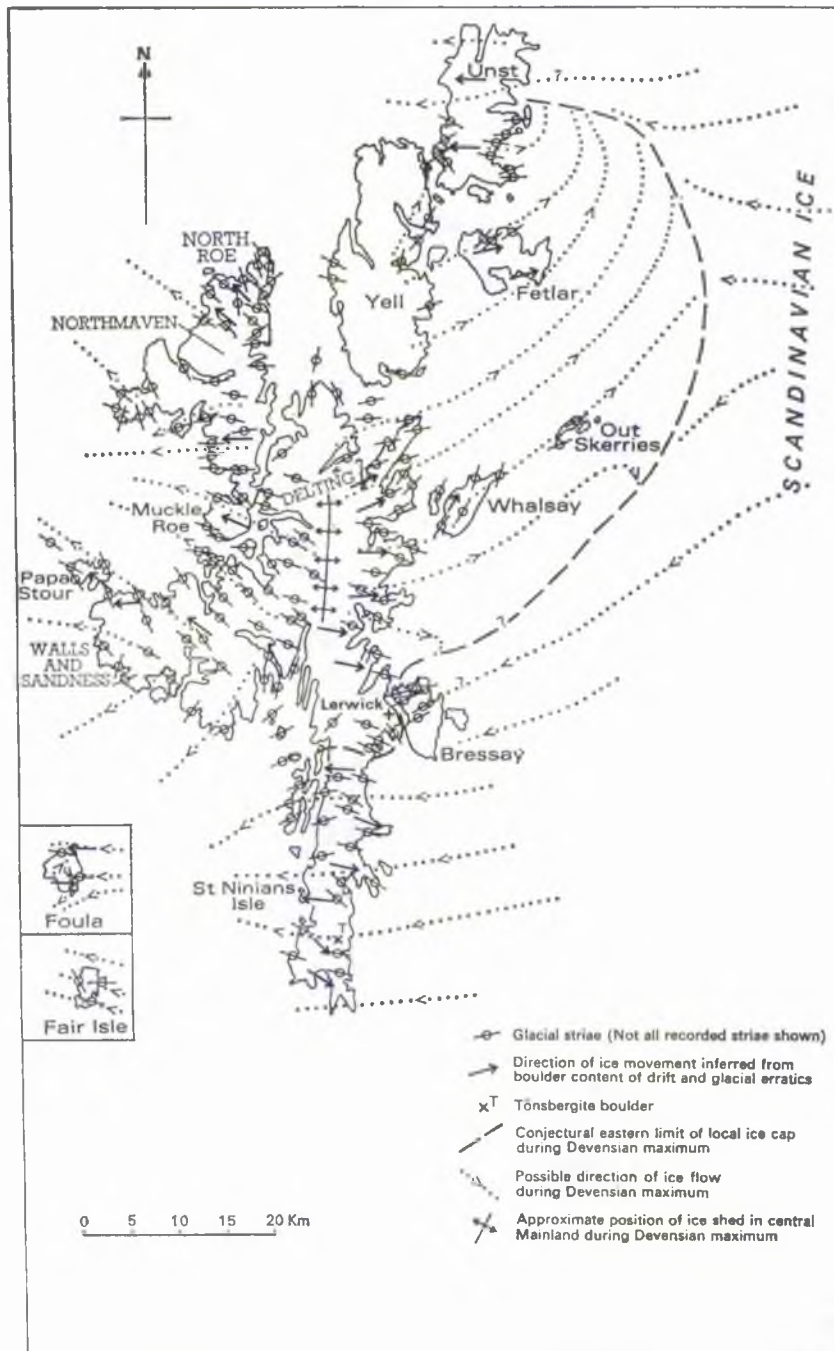 N
Unst
?
SCANDINAVIAN ICE
NORTH
ROE
Fetlar
Yell
NORTHMAVEN
Out
Skerries
DELTING
Whalsay
Muckle
Roe
Papa
Stour
?
WALLS
AND
SANDNESS
?
Lerwick
Bressay
St Ninians
Isle
Foula
T
Fair Isle
Glacial striae (Not all recorded striae shown)
Direction of ice movement inferred from
boulder content of drift and glacial erratics
T
Tönsbergite boulder
Conjectural eastern limit of local ice cap
during Devensian maximum
Possible direction of ice flow
during Devensian maximum
0 5 10 15 20 Km
Approximate position of ice shed in central
Mainland during Devensian maximum